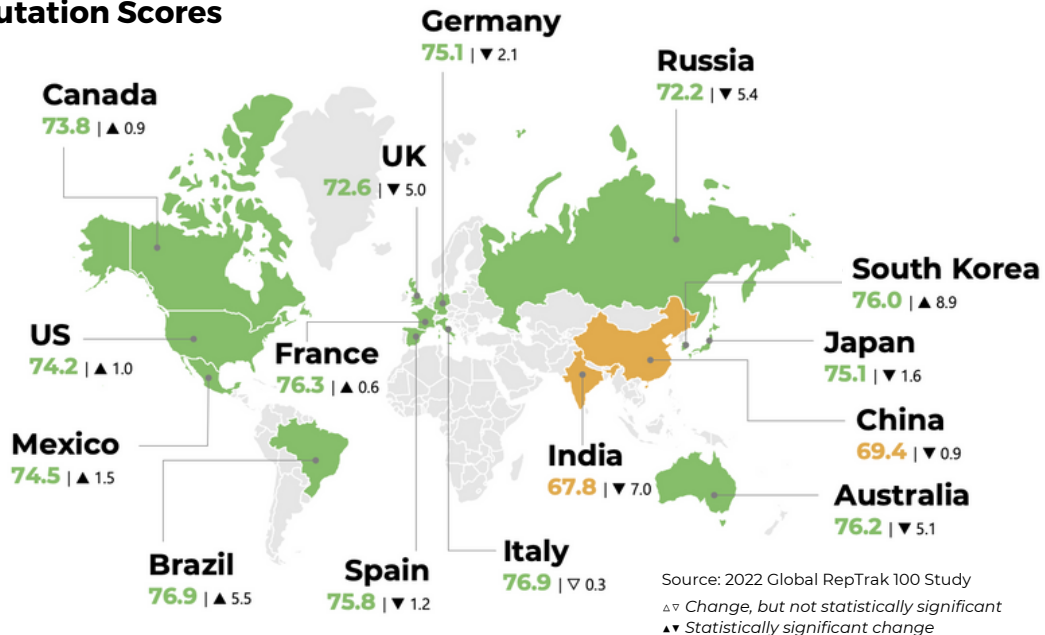 utation Scores
Germany
75.1 | ▼ 2.1
Russia
72.2 | ▼ 5.4
Canada
73.8 | ▲ 0.9
UK
72.6 | ▼ 5.0
South Korea
76.0 | ▲ 8.9
US
74.2 | ▲ 1.0
France
76.3 | ▲ 0.6
Japan
75.1 | ▼ 1.6
China
69.4 | ▼ 0.9
Mexico
74.5 | ▲ 1.5
India
67.8 | ▼ 7.0
Australia
76.2 | ▼ 5.1
Brazil
76.9 | ▲ 5.5
Spain
75.8 | ▼ 1.2
Italy
76.9 | ▽ 0.3
Source: 2022 Global RepTrak 100 Study
△▽ Change, but not statistically significant
▲▼ Statistically significant change